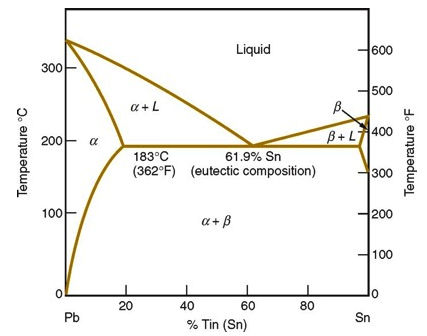 Liquid
600
300
500
α + L
β
400
Temperature °C
Temperature °F
α
β + L
200
183°C
61.9% Sn
(362°F)
(eutectic composition)
300
α + β
100
200
100
0
0
Pb
20
40
60
80
Sn
% Tin (Sn)